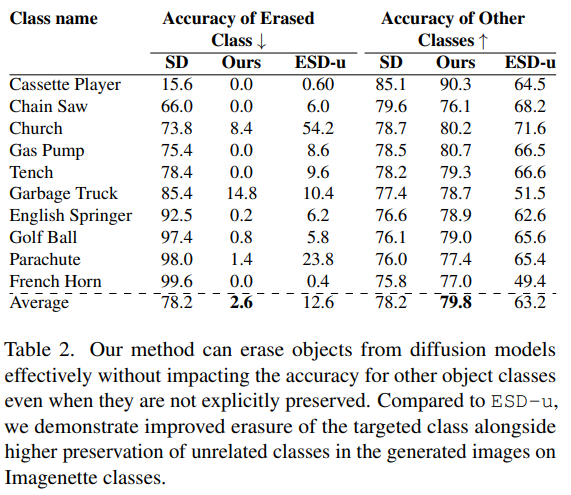 Class name Accuracy of Erased Accuracy of Other
Class ↓ Classes ↑
SD Ours ESD-u SD Ours ESD-u
Cassette Player 15.6 0.0 0.60 85.1 90.3 64.5
Chain Saw 66.0 0.0 6.0 79.6 76.1 68.2
Church 73.8 8.4 54.2 78.7 80.2 71.6
Gas Pump 75.4 0.0 8.6 78.5 80.7 66.5
Tench 78.4 0.0 9.6 78.2 79.3 66.6
Garbage Truck 85.4 14.8 10.4 77.4 78.7 51.5
English Springer 92.5 0.2 6.2 76.6 78.9 62.6
Golf Ball 97.4 0.8 5.8 76.1 79.0 65.6
Parachute 98.0 1.4 23.8 76.0 77.4 65.4
French Horn 99.6 0.0 0.4 75.8 77.0 49.4
Average 78.2 2.6 12.6 78.2 79.8 63.2
Table 2. Our method can erase objects from diffusion models
effectively without impacting the accuracy for other object classes
even when they are not explicitly preserved. Compared to ESD-u,
we demonstrate improved erasure of the targeted class alongside
higher preservation of unrelated classes in the generated images on
Imagenette classes.